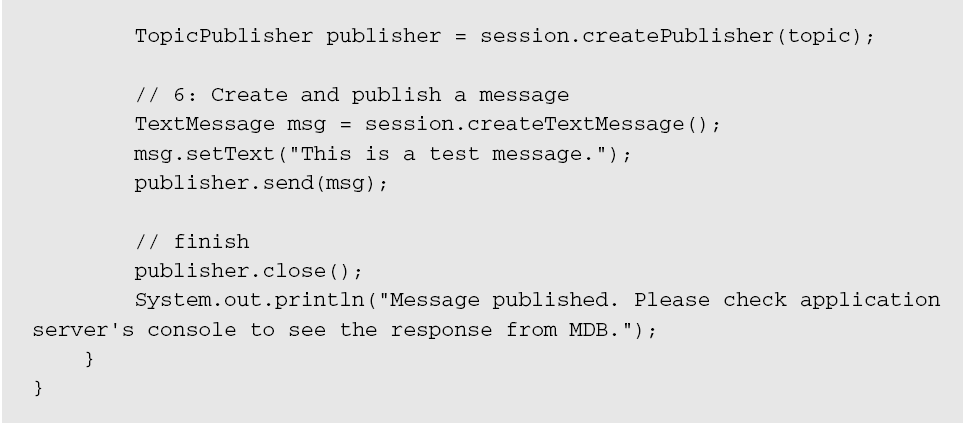 TopicPublisher publisher = session.createPublisher(topic);
// 6: Create and publish a message
TextMessage msg = session.createTextMessage();
msg.setText("This is a test message.");
publisher.send(msg);
// finish
publisher.close();
System.out.println("Message published. Please check application
server's console to see the response from MDB.");
}
}